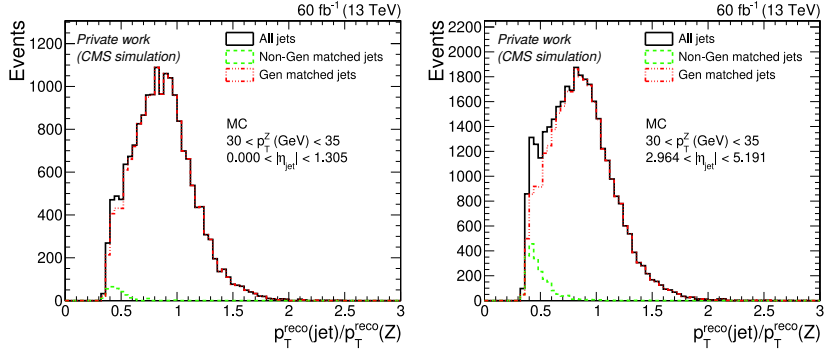 60 fb⁻¹ (13 TeV)
Events
1200
1000
800
600
400
200
0
Private work
(CMS simulation)
All jets
Non-Gen matched jets
Gen matched jets
MC
30 < p_T^Z (GeV) < 35
0.000 < |η_jet| < 1.305
0 0.5 1 1.5 2 2.5 3
p_T^reco(jet)/p_T^reco(Z)
60 fb⁻¹ (13 TeV)
Events
2200
2000
1800
1600
1400
1200
1000
800
600
400
200
0
Private work
(CMS simulation)
All jets
Non-Gen matched jets
Gen matched jets
MC
30 < p_T^Z (GeV) < 35
2.964 < |η_jet| < 5.191
0 0.5 1 1.5 2 2.5 3
p_T^reco(jet)/p_T^reco(Z)